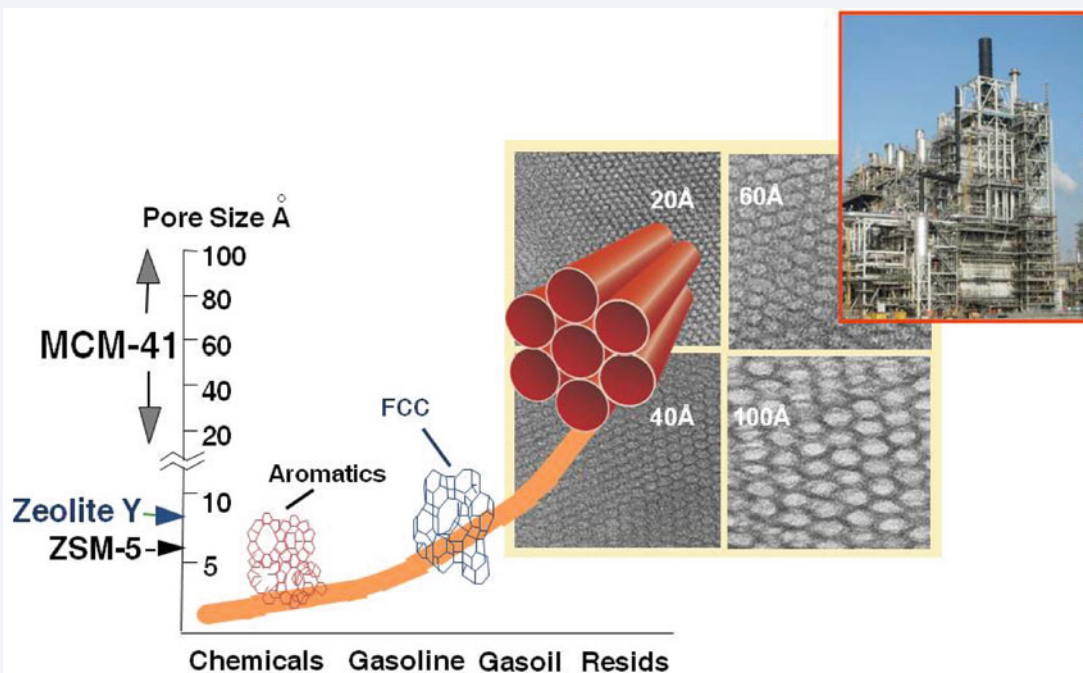 Pore Size Å
100
80
60
40
20
10
5
MCM-41
Zeolite Y
ZSM-5
Aromatics
FCC
20Å
60Å
40Å
100Å
Chemicals Gasoline Gasoil Resids